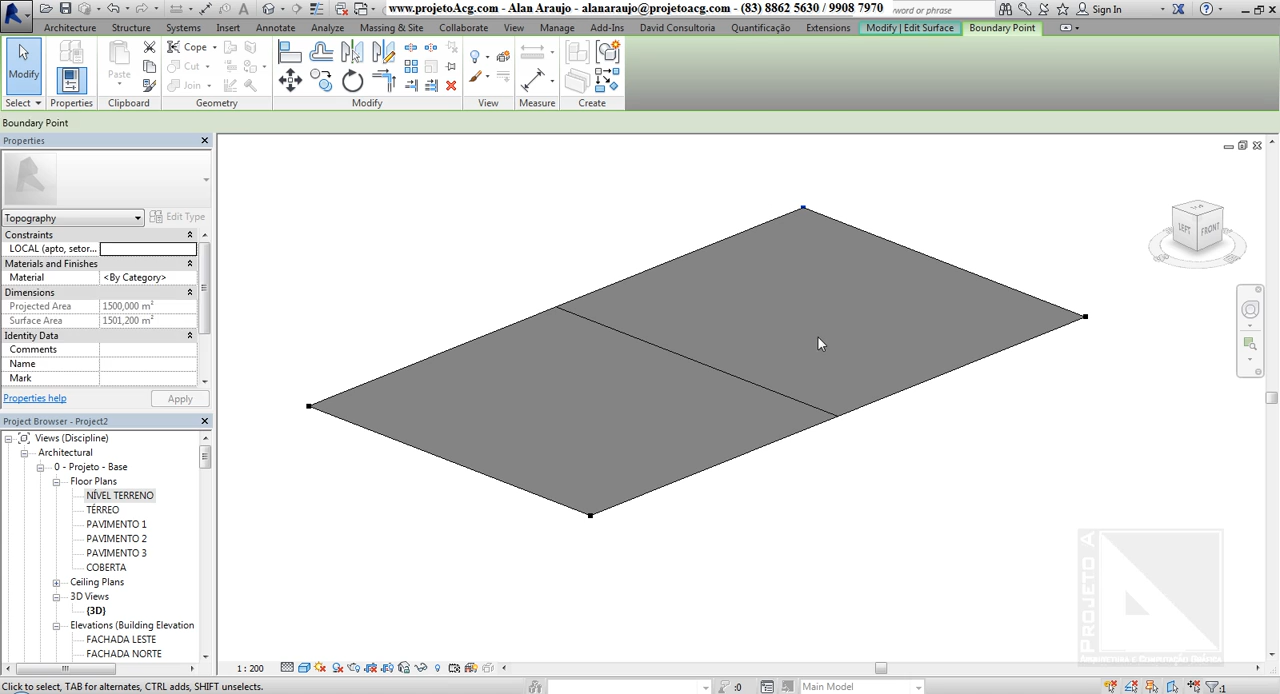 www.projetoAcg.com - Alan Araujo - alanaraujo@projetoacg.com - (83) 8862 5630 / 9908 7970
word or phrase
Sign In
Architecture Structure Systems Insert Annotate Analyze Massing & Site Collaborate View Manage Add-Ins David Consultoria Quantificação Extensions Modify | Edit Surface Boundary Point
Modify
Paste
Cope
Cut
Join
Select Properties Clipboard Geometry Modify View Measure Create
Boundary Point
Properties
Topography
Edit Type
Constraints
LOCAL (apto, setor...
Materials and Finishes
Material <By Category>
Dimensions
Projected Area 1500,000 m²
Surface Area 1501,200 m²
Identity Data
Comments
Name
Mark
Properties help
Apply
Project Browser - Project2
Views (Discipline)
Architectural
0 - Projeto - Base
Floor Plans
NÍVEL TERRENO
TÉRREO
PAVIMENTO 1
PAVIMENTO 2
PAVIMENTO 3
COBERTA
Ceiling Plans
3D Views
(3D)
Elevations (Building Elevation
FACHADA LESTE
FACHADA NORTE
LEFT
FRONT
PROJETO A
1 : 200
Click to select, TAB for alternates, CTRL adds, SHIFT unselects.
:0
Main Model
:1